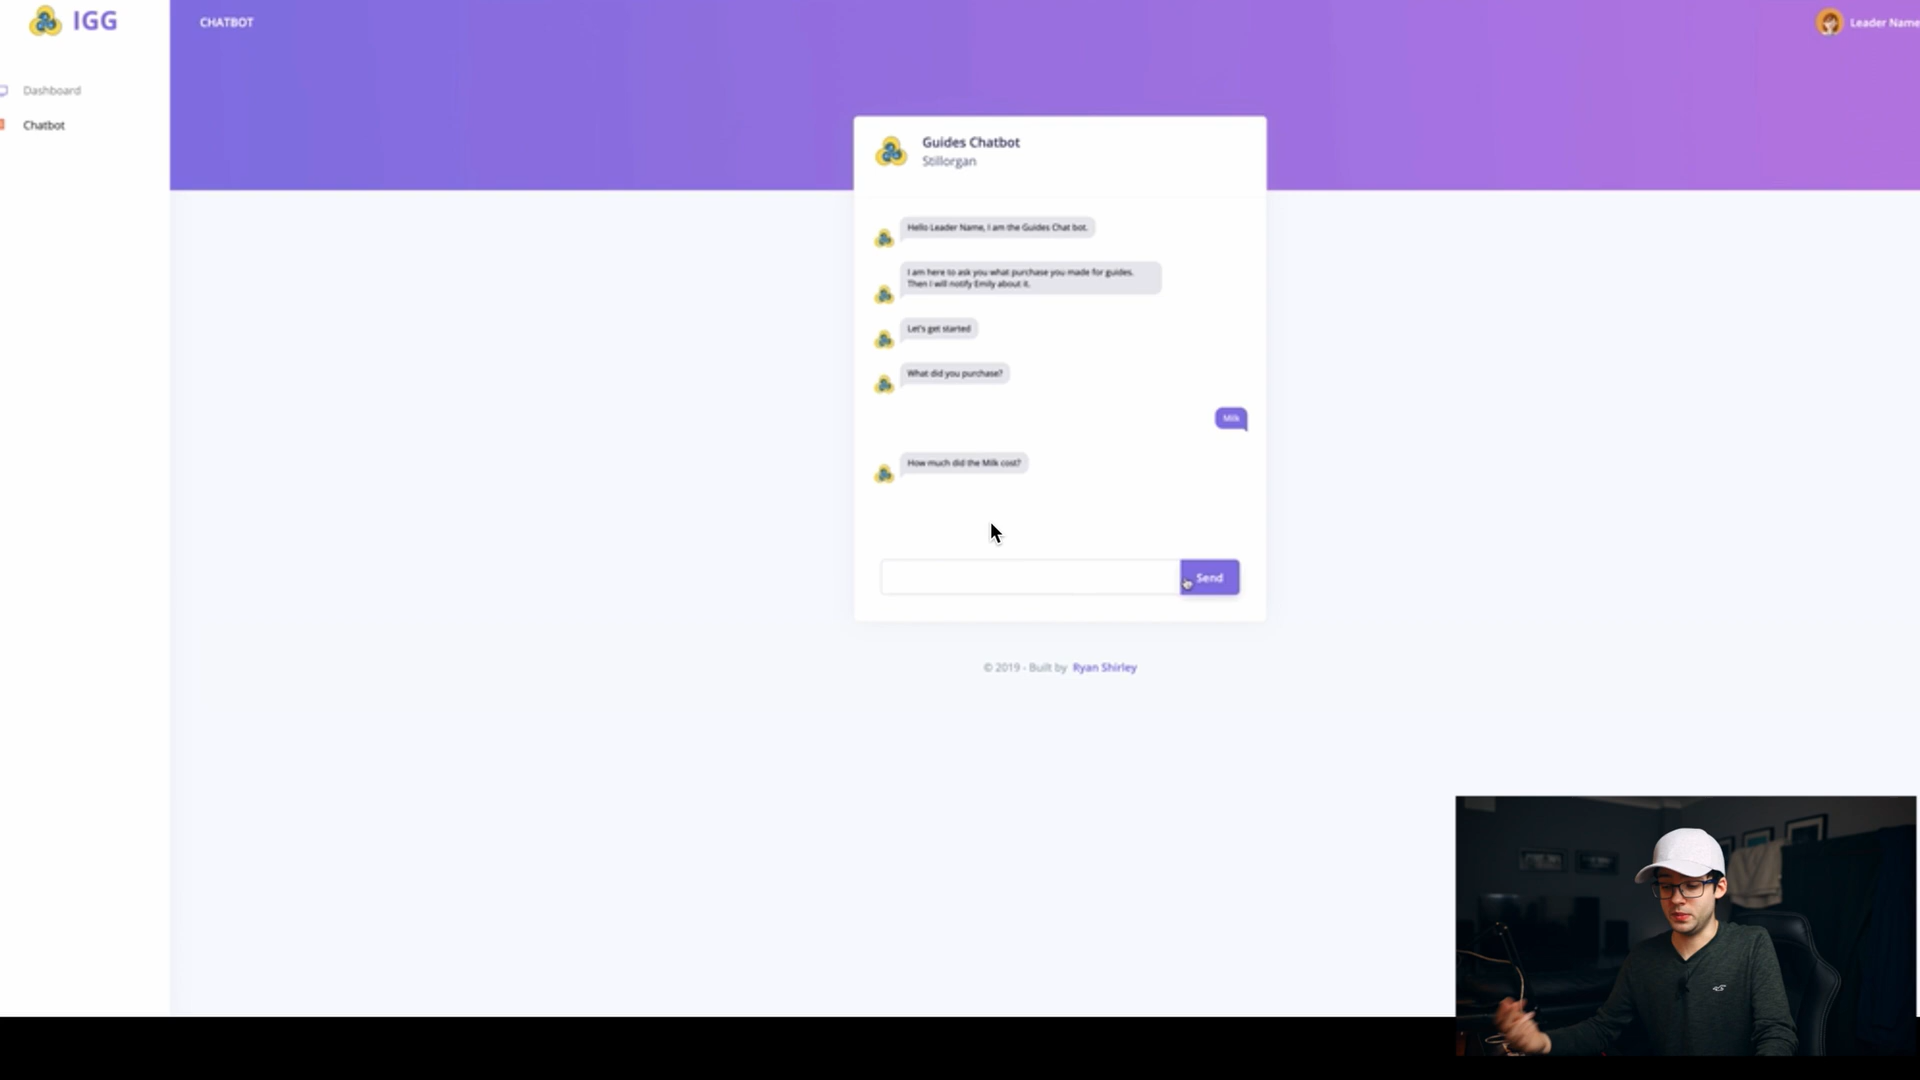 IGG
CHATBOT
Leader Name
Dashboard
Chatbot
Guides Chatbot
Stillorgan
Hello Leader Name, I am the Guides Chat bot.
I am here to ask you what purchase you made for guides.
Then I will notify Emily about it.
Let's get started
What did you purchase?
Milk
How much did the Milk cost?
Send
© 2019 - Built by Ryan Shirley